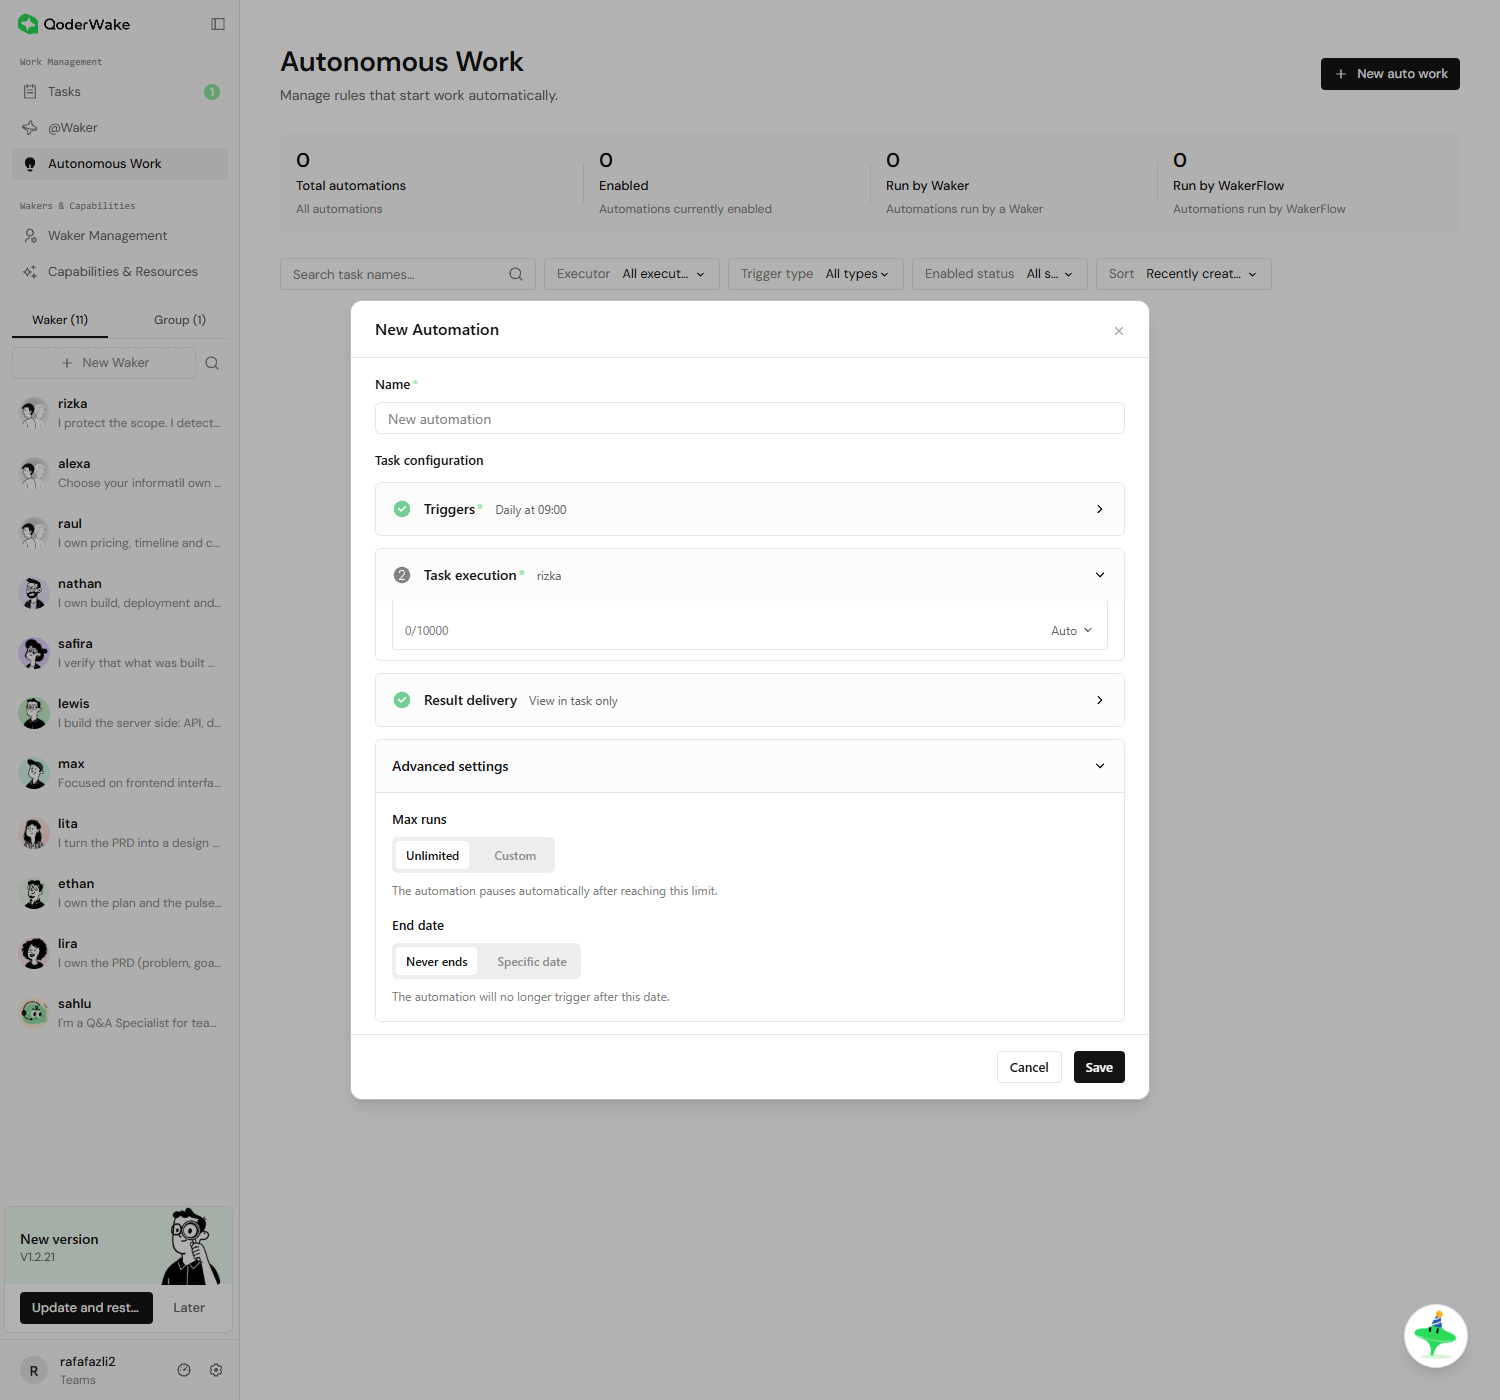 QoderWake
Work Management
Tasks
1
@Waker
Autonomous Work
Wakers & Capabilities
Waker Management
Capabilities & Resources
Waker (11)
Group (1)
New Waker
rizka
I protect the scope. I detect...
alexa
Choose your informatil own ...
raul
I own pricing, timeline and c...
nathan
I own build, deployment and...
safira
I verify that what was built ...
lewis
I build the server side: API, d...
max
Focused on frontend interfa...
lita
I turn the PRD into a design ...
ethan
I own the plan and the pulse...
lira
I own the PRD (problem, goa...
sahlu
I'm a Q&A Specialist for tea...
New version
V1.2.21
Update and rest...
Later
R
rafafazli2
Teams
Autonomous Work
Manage rules that start work automatically.
New auto work
0
Total automations
All automations
0
Enabled
Automations currently enabled
0
Run by Waker
Automations run by a Waker
0
Run by WakerFlow
Automations run by WakerFlow
Search task names...
Executor All execut...
Trigger type All types
Enabled status All s...
Sort Recently creat...
New Automation
Name*
New automation
Task configuration
Triggers* Daily at 09:00
2 Task execution* rizka
0/10000
Auto
Result delivery View in task only
Advanced settings
Max runs
Unlimited Custom
The automation pauses automatically after reaching this limit.
End date
Never ends Specific date
The automation will no longer trigger after this date.
Cancel
Save